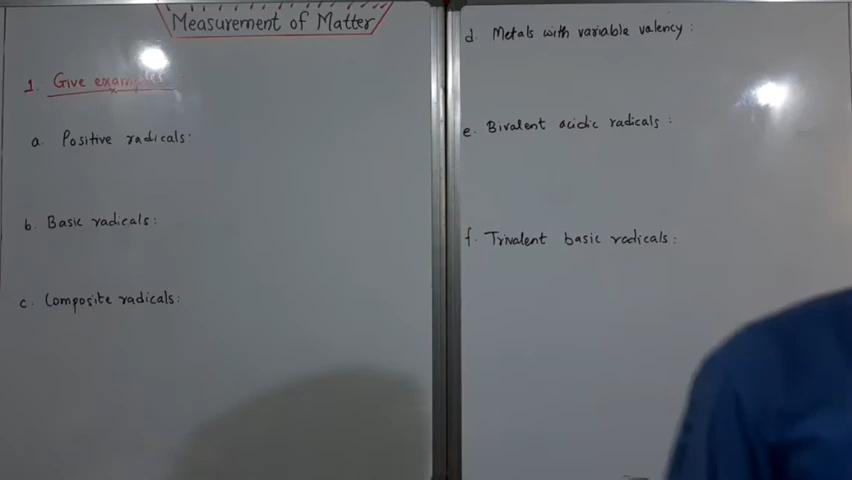 Measurement of Matter
1. Give examples:
a. Positive radicals:
b. Basic radicals:
c. Composite radicals:
d. Metals with variable valency:
e. Bivalent acidic radicals:
f. Trivalent basic radicals: